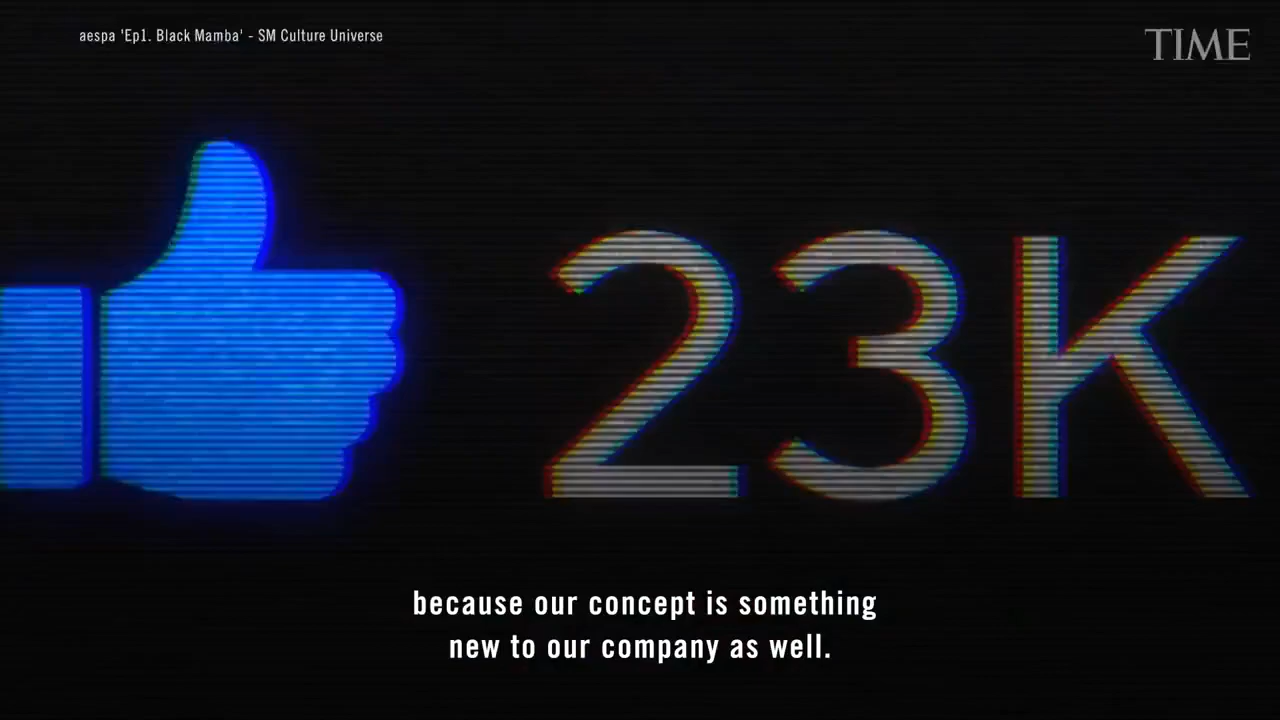 aespa 'Ep1. Black Mamba' - SM Culture Universe
TIME
23K
because our concept is something
new to our company as well.